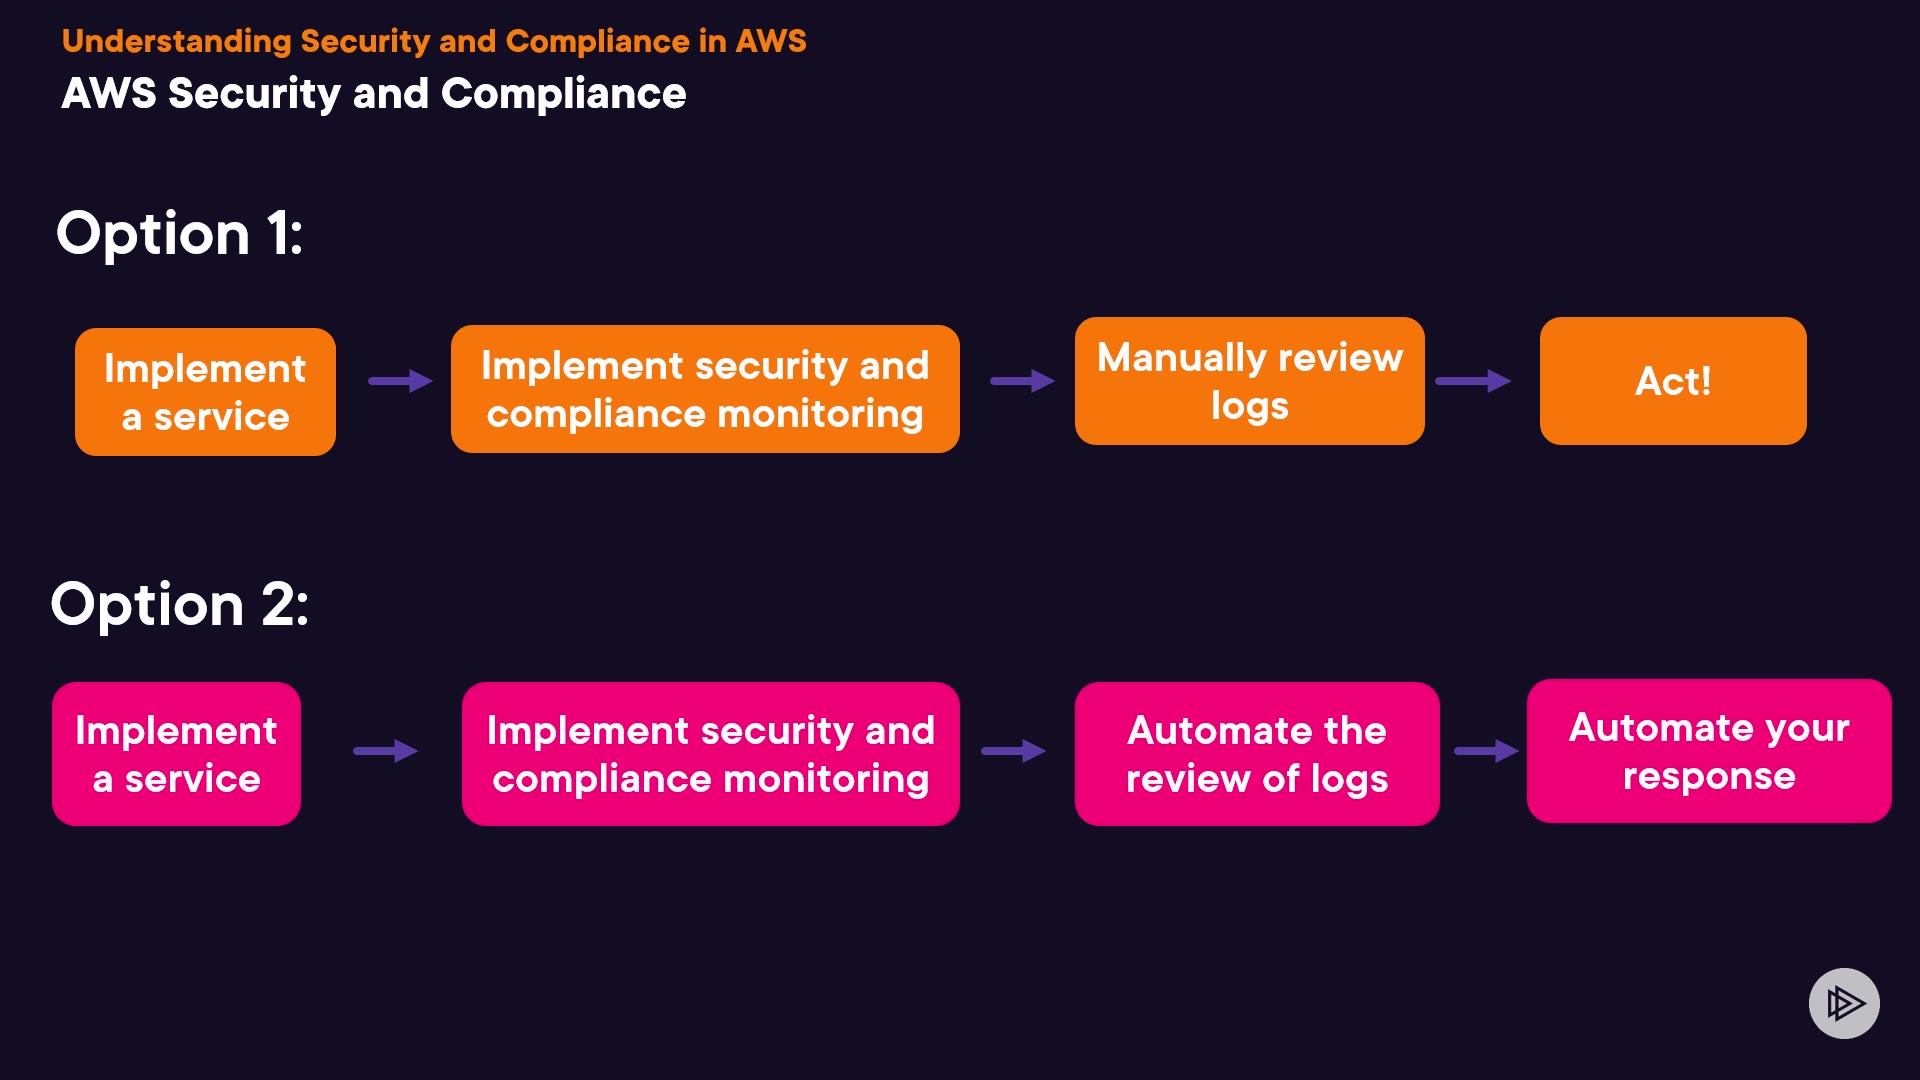 Understanding Security and Compliance in AWS
AWS Security and Compliance
Option 1:
Implement
a service
Implement security and
compliance monitoring
Manually review
logs
Act!
Option 2:
Implement
a service
Implement security and
compliance monitoring
Automate the
review of logs
Automate your
response